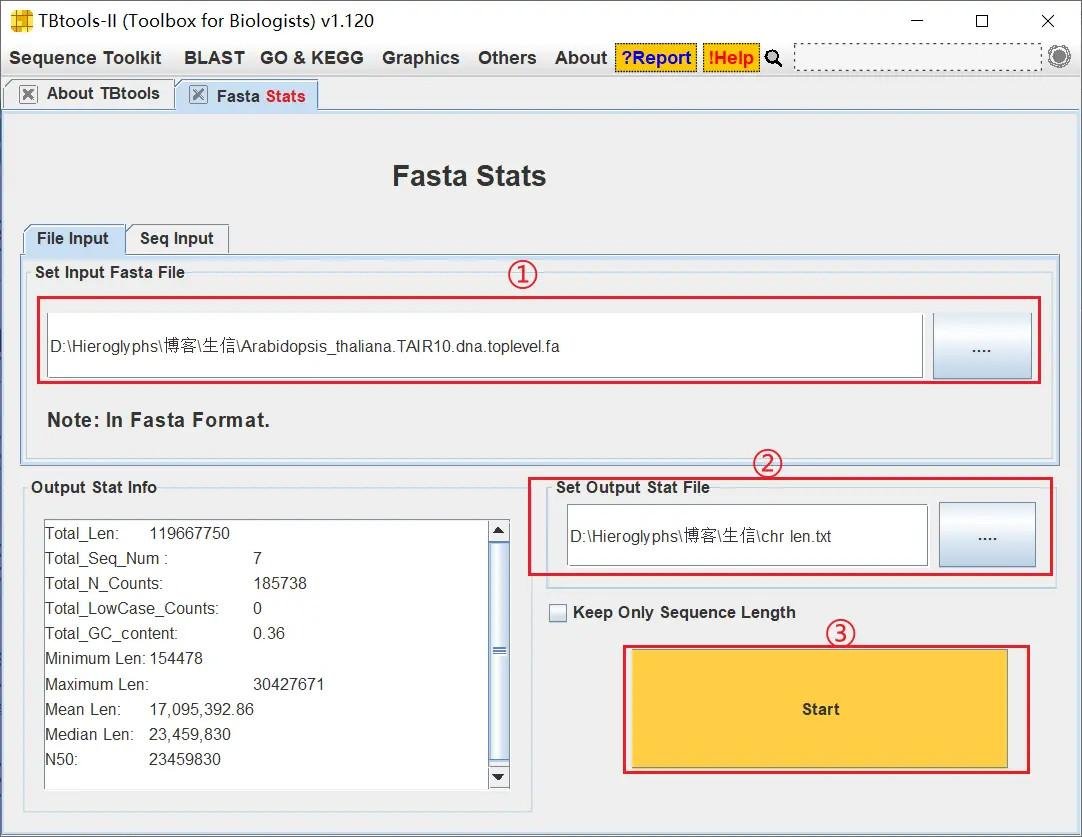 TBtools-II (Toolbox for Biologists) v1.120
Sequence Toolkit BLAST GO & KEGG Graphics Others About ?Report !Help
About TBtools Fasta Stats
Fasta Stats
File Input Seq Input
Set Input Fasta File
①
D:\Hieroglyphs\博客\生信\Arabidopsis_thaliana.TAIR10.dna.toplevel.fa ....
Note: In Fasta Format.
②
Output Stat Info
Total_Len: 119667750
Total_Seq_Num : 7
Total_N_Counts: 185738
Total_LowCase_Counts: 0
Total_GC_content: 0.36
Minimum Len: 154478
Maximum Len: 30427671
Mean Len: 17,095,392.86
Median Len: 23,459,830
N50: 23459830
Set Output Stat File
D:\Hieroglyphs\博客\生信\chr len.txt ....
Keep Only Sequence Length
③
Start